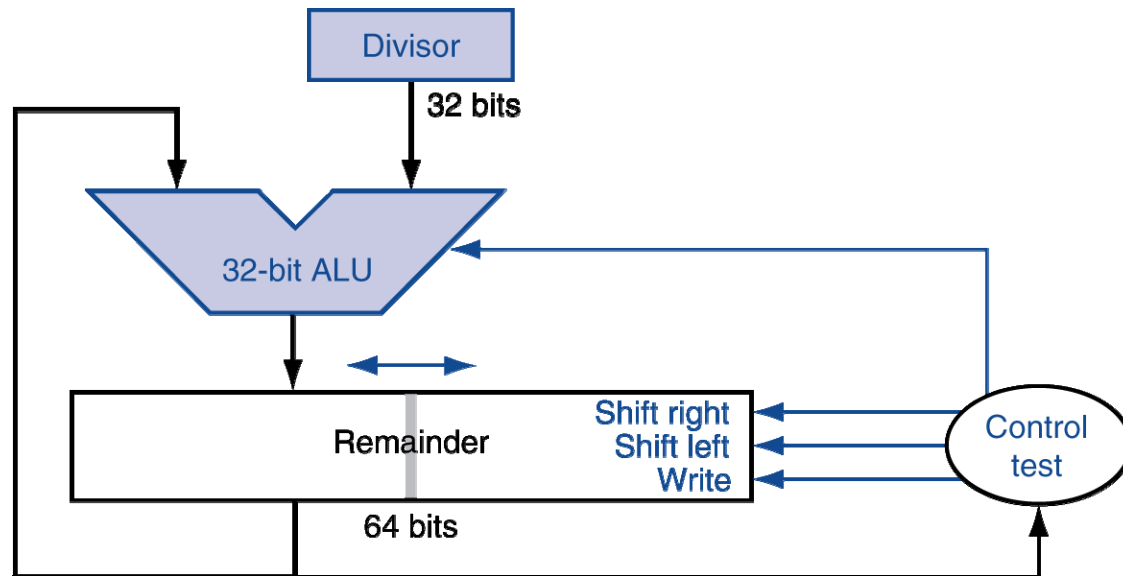 Divisor
32 bits
32-bit ALU
Remainder
Shift right
Shift left
Write
Control
test
64 bits